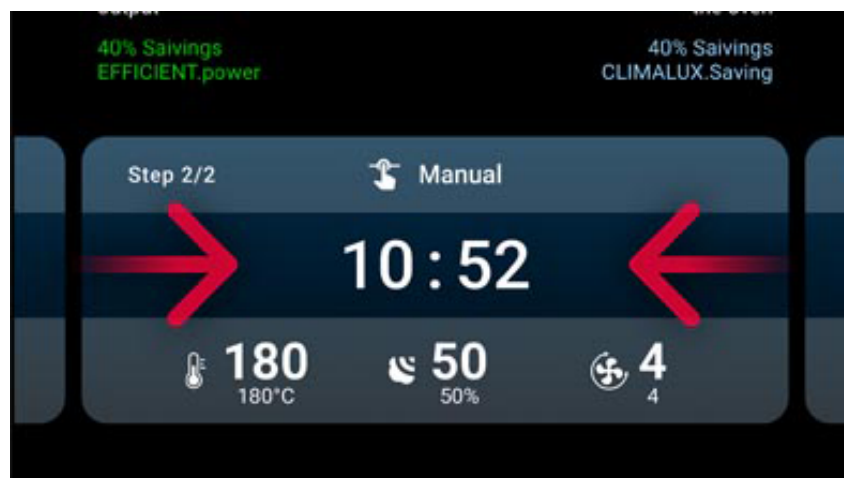 40% Saivings
EFFICIENT.power
40% Saivings
CLIMALUX.Saving
Step 2/2
Manual
10:52
180
180°C
50
50%
4
4